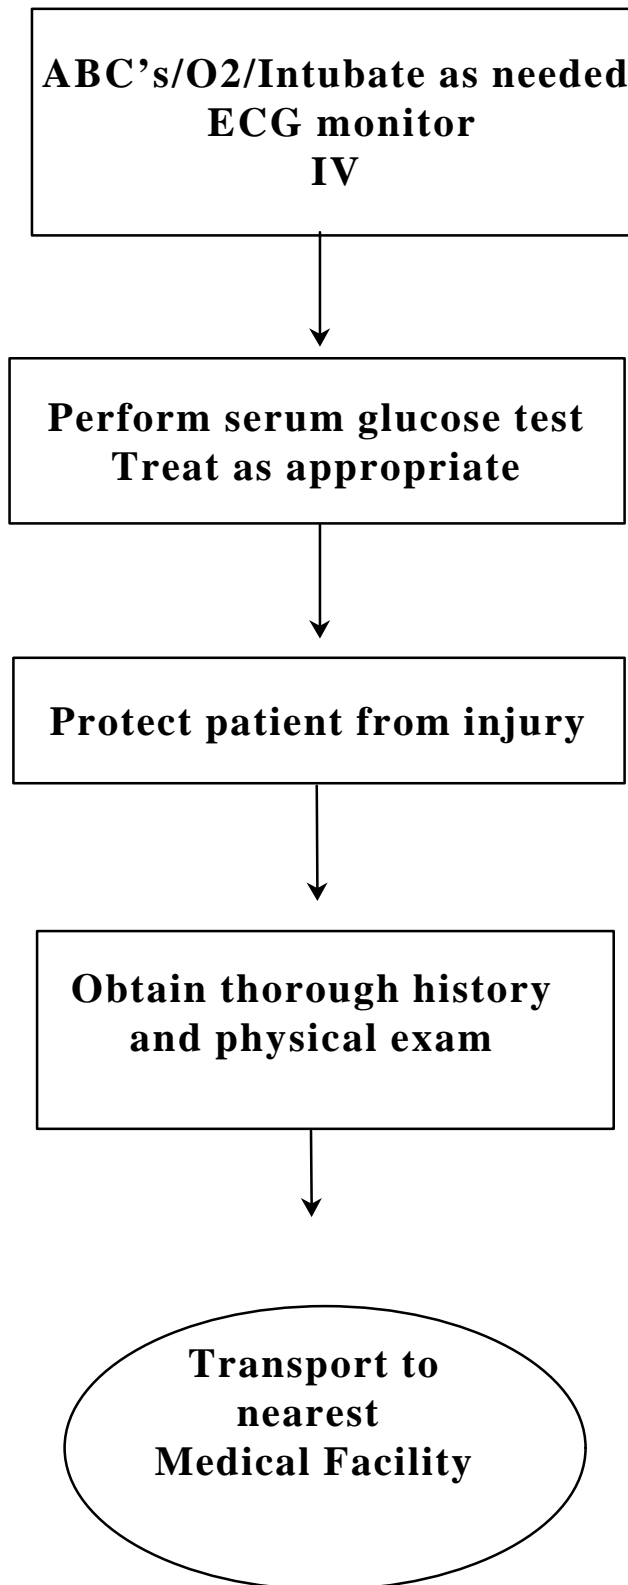 ABC’s/O2/Intubate as needed
ECG monitor
IV
Perform serum glucose test
Treat as appropriate
Protect patient from injury
Obtain thorough history
and physical exam
Transport to
nearest
Medical Facility